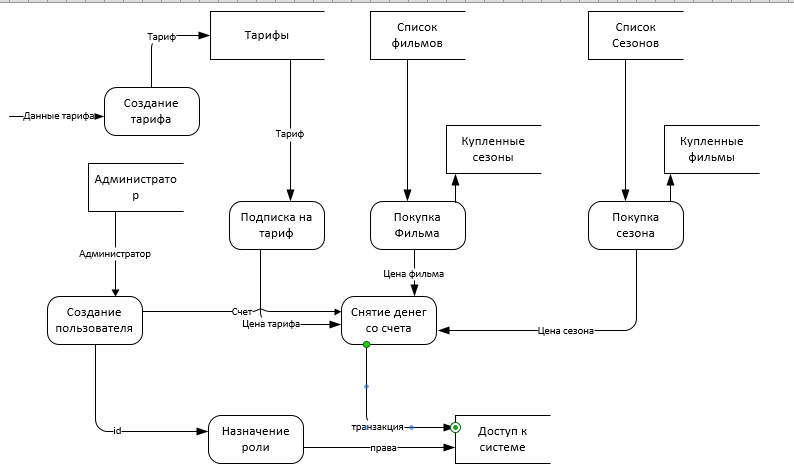 Тариф
Тарифы
Список
фильмов
Список
Сезонов
Данные тарифа
Создание
тарифа
Тариф
Купленные
сезоны
Купленные
фильмы
Администрато
р
Подписка на
тариф
Покупка
Фильма
Покупка
сезона
Администратор
Цена фильма
Создание
пользователя
Счет
Цена тарифа
Снятие денег
со счета
Цена сезона
id
Назначение
роли
транзакция
права
Доступ к
системе